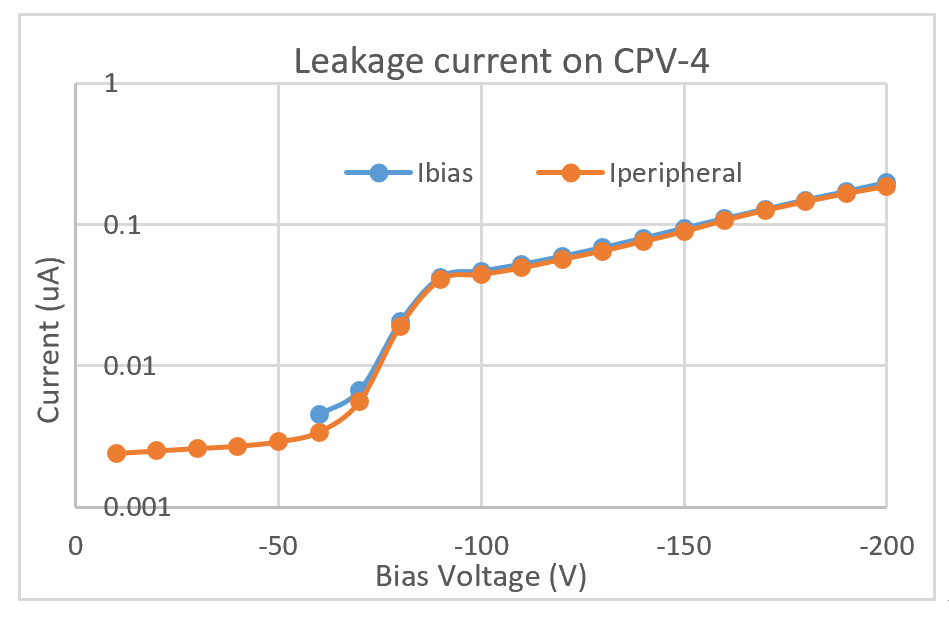 Leakage current on CPV-4
1
Ibias Iperipheral
0.1
Current (uA)
0.01
0.001
0 -50 -100 -150 -200
Bias Voltage (V)